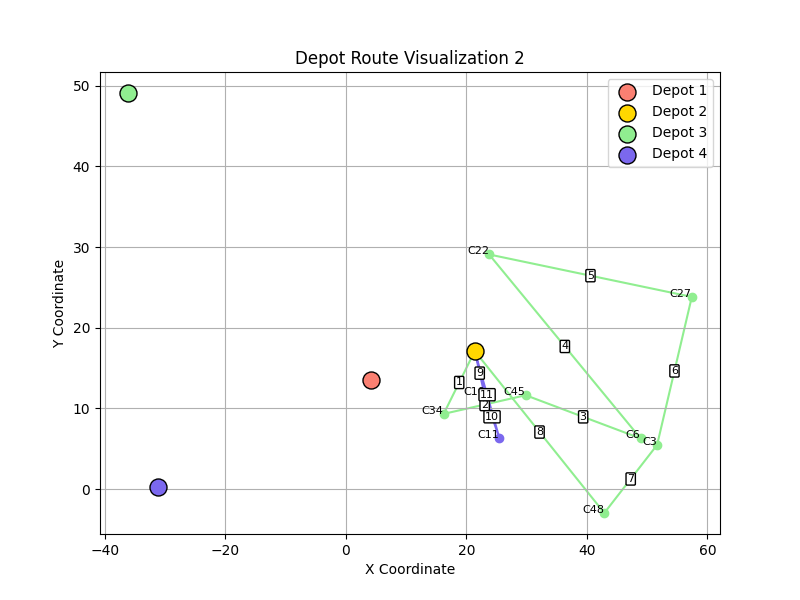 Depot Route Visualization 2
Depot 1
Depot 2
Depot 3
Depot 4
Y Coordinate
50
40
30
20
10
0
C22
5
C27
4
6
9
1
C1
11
C45
2
C34
10
3
C11
8
C6
C3
7
C48
−40
−20
0
20
40
60
X Coordinate